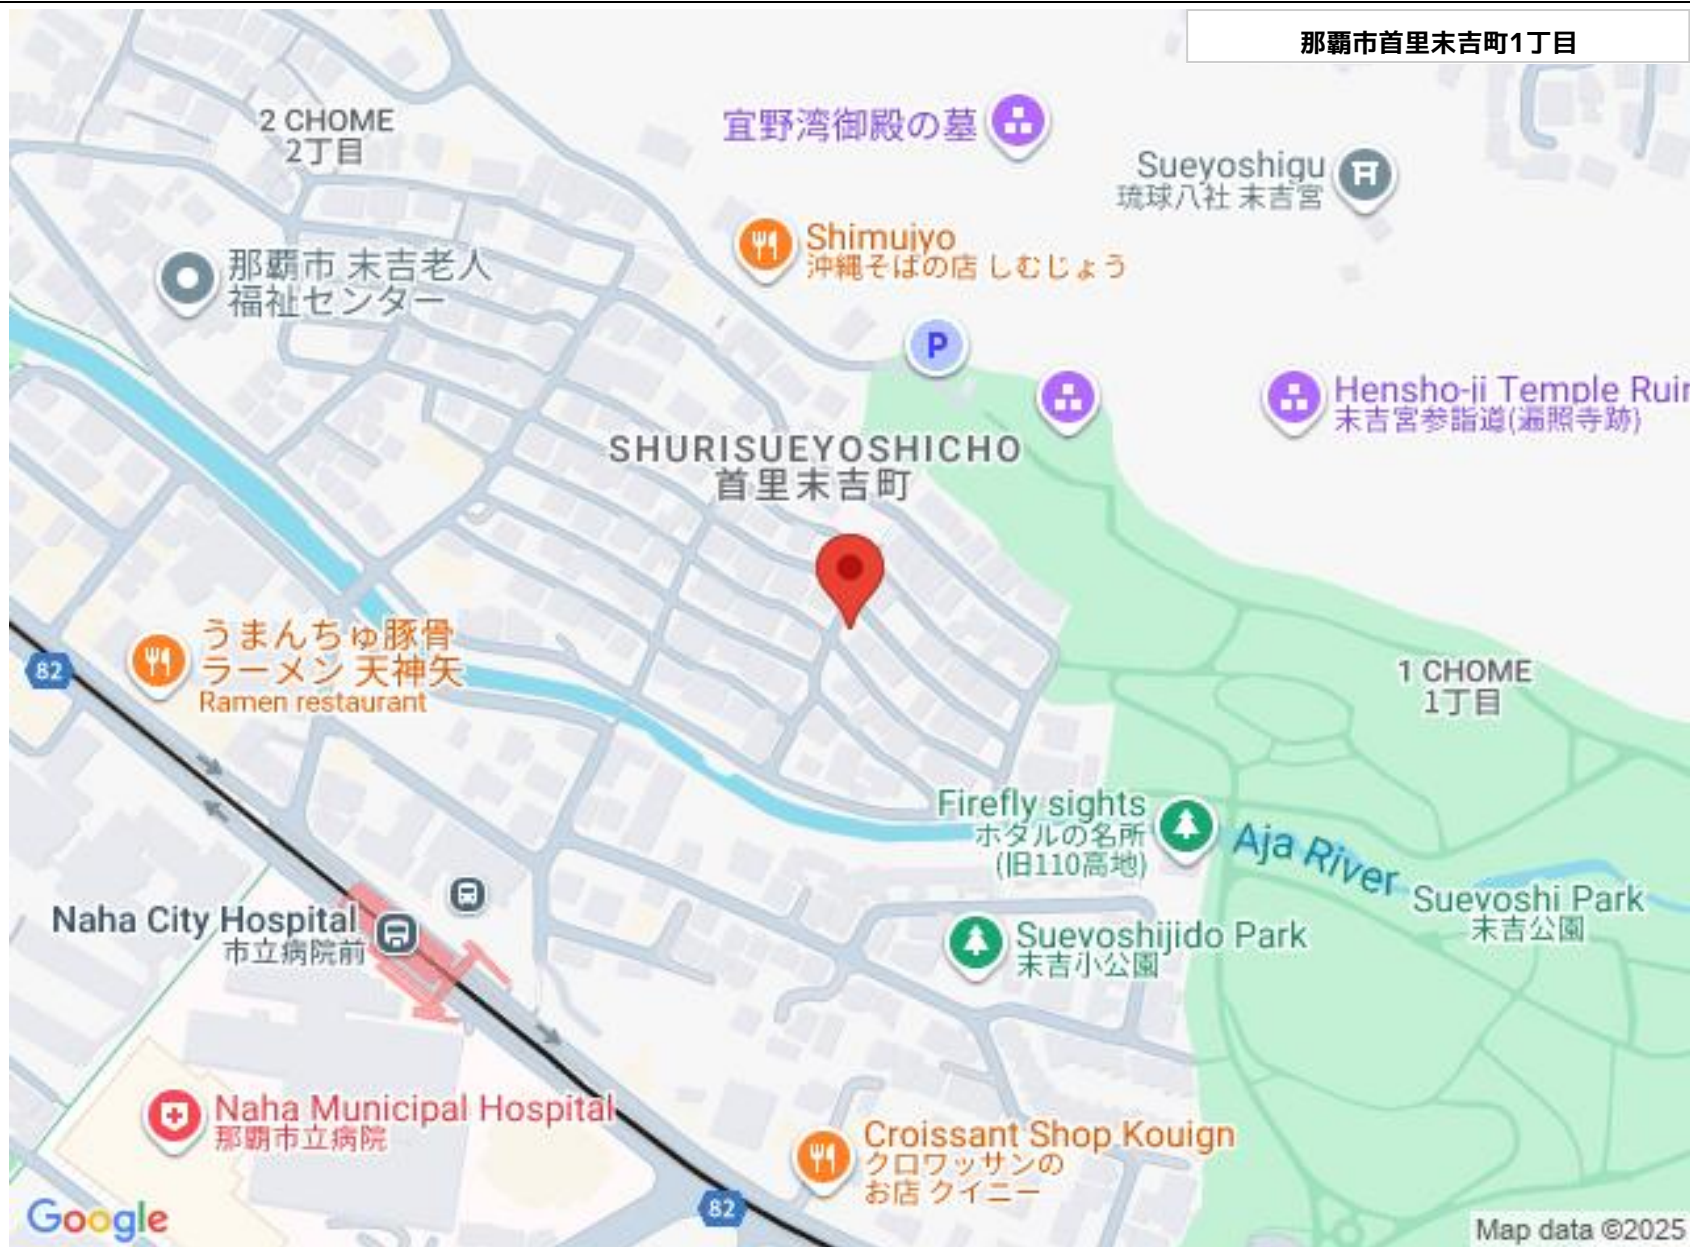 那覇市首里末吉町1丁目
2 CHOME
2丁目
宜野湾御殿の墓
Sueyoshigu
琉球八社 末吉宮
Shimujyo
沖縄そばの店 しむじょう
那覇市 末吉老人
福祉センター
P
Hensho-ji Temple Ruin
末吉宮参詣道(遍照寺跡)
SHURISUEYOSHICHO
首里末吉町
うまんちゅ豚骨
ラーメン 天神矢
Ramen restaurant
82
1 CHOME
1丁目
Firefly sights
ホタルの名所
(旧110高地)
Aja River
Sueyoshi Park
末吉公園
Naha City Hospital
市立病院前
Sueyoshijido Park
末吉小公園
Naha Municipal Hospital
那覇市立病院
Croissant Shop Kouign
クロワッサンの
お店 クイニー
82
Google
Map data ©2025